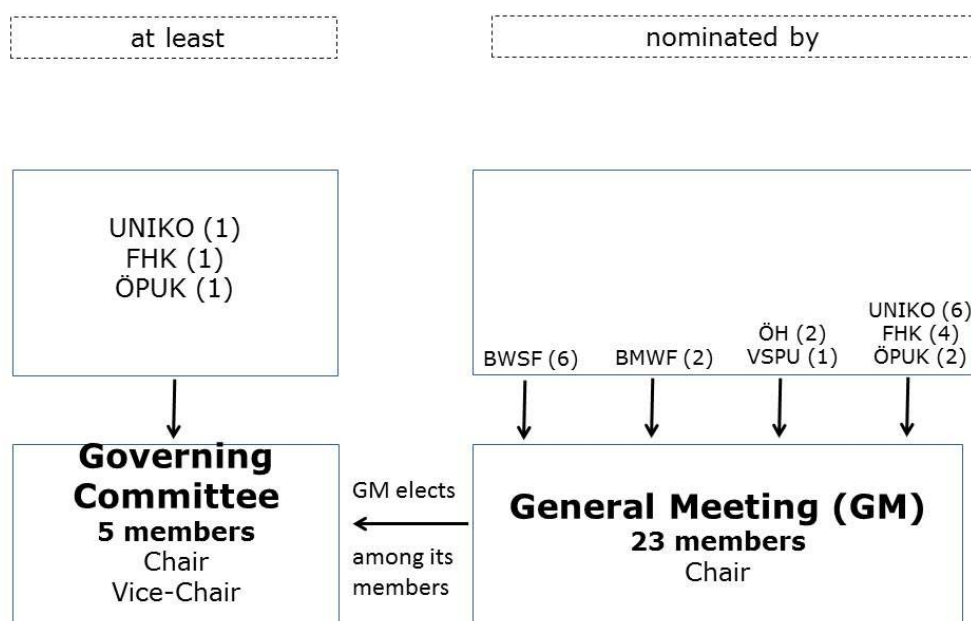 at least
nominated by
UNIKO (1)
FHK (1)
ÖPUK (1)
BWSF (6)
BMWF (2)
ÖH (2)
VSPU (1)
UNIKO (6)
FHK (4)
ÖPUK (2)
Governing
Committee
5 members
Chair
Vice-Chair
GM elects
among its
members
General Meeting (GM)
23 members
Chair